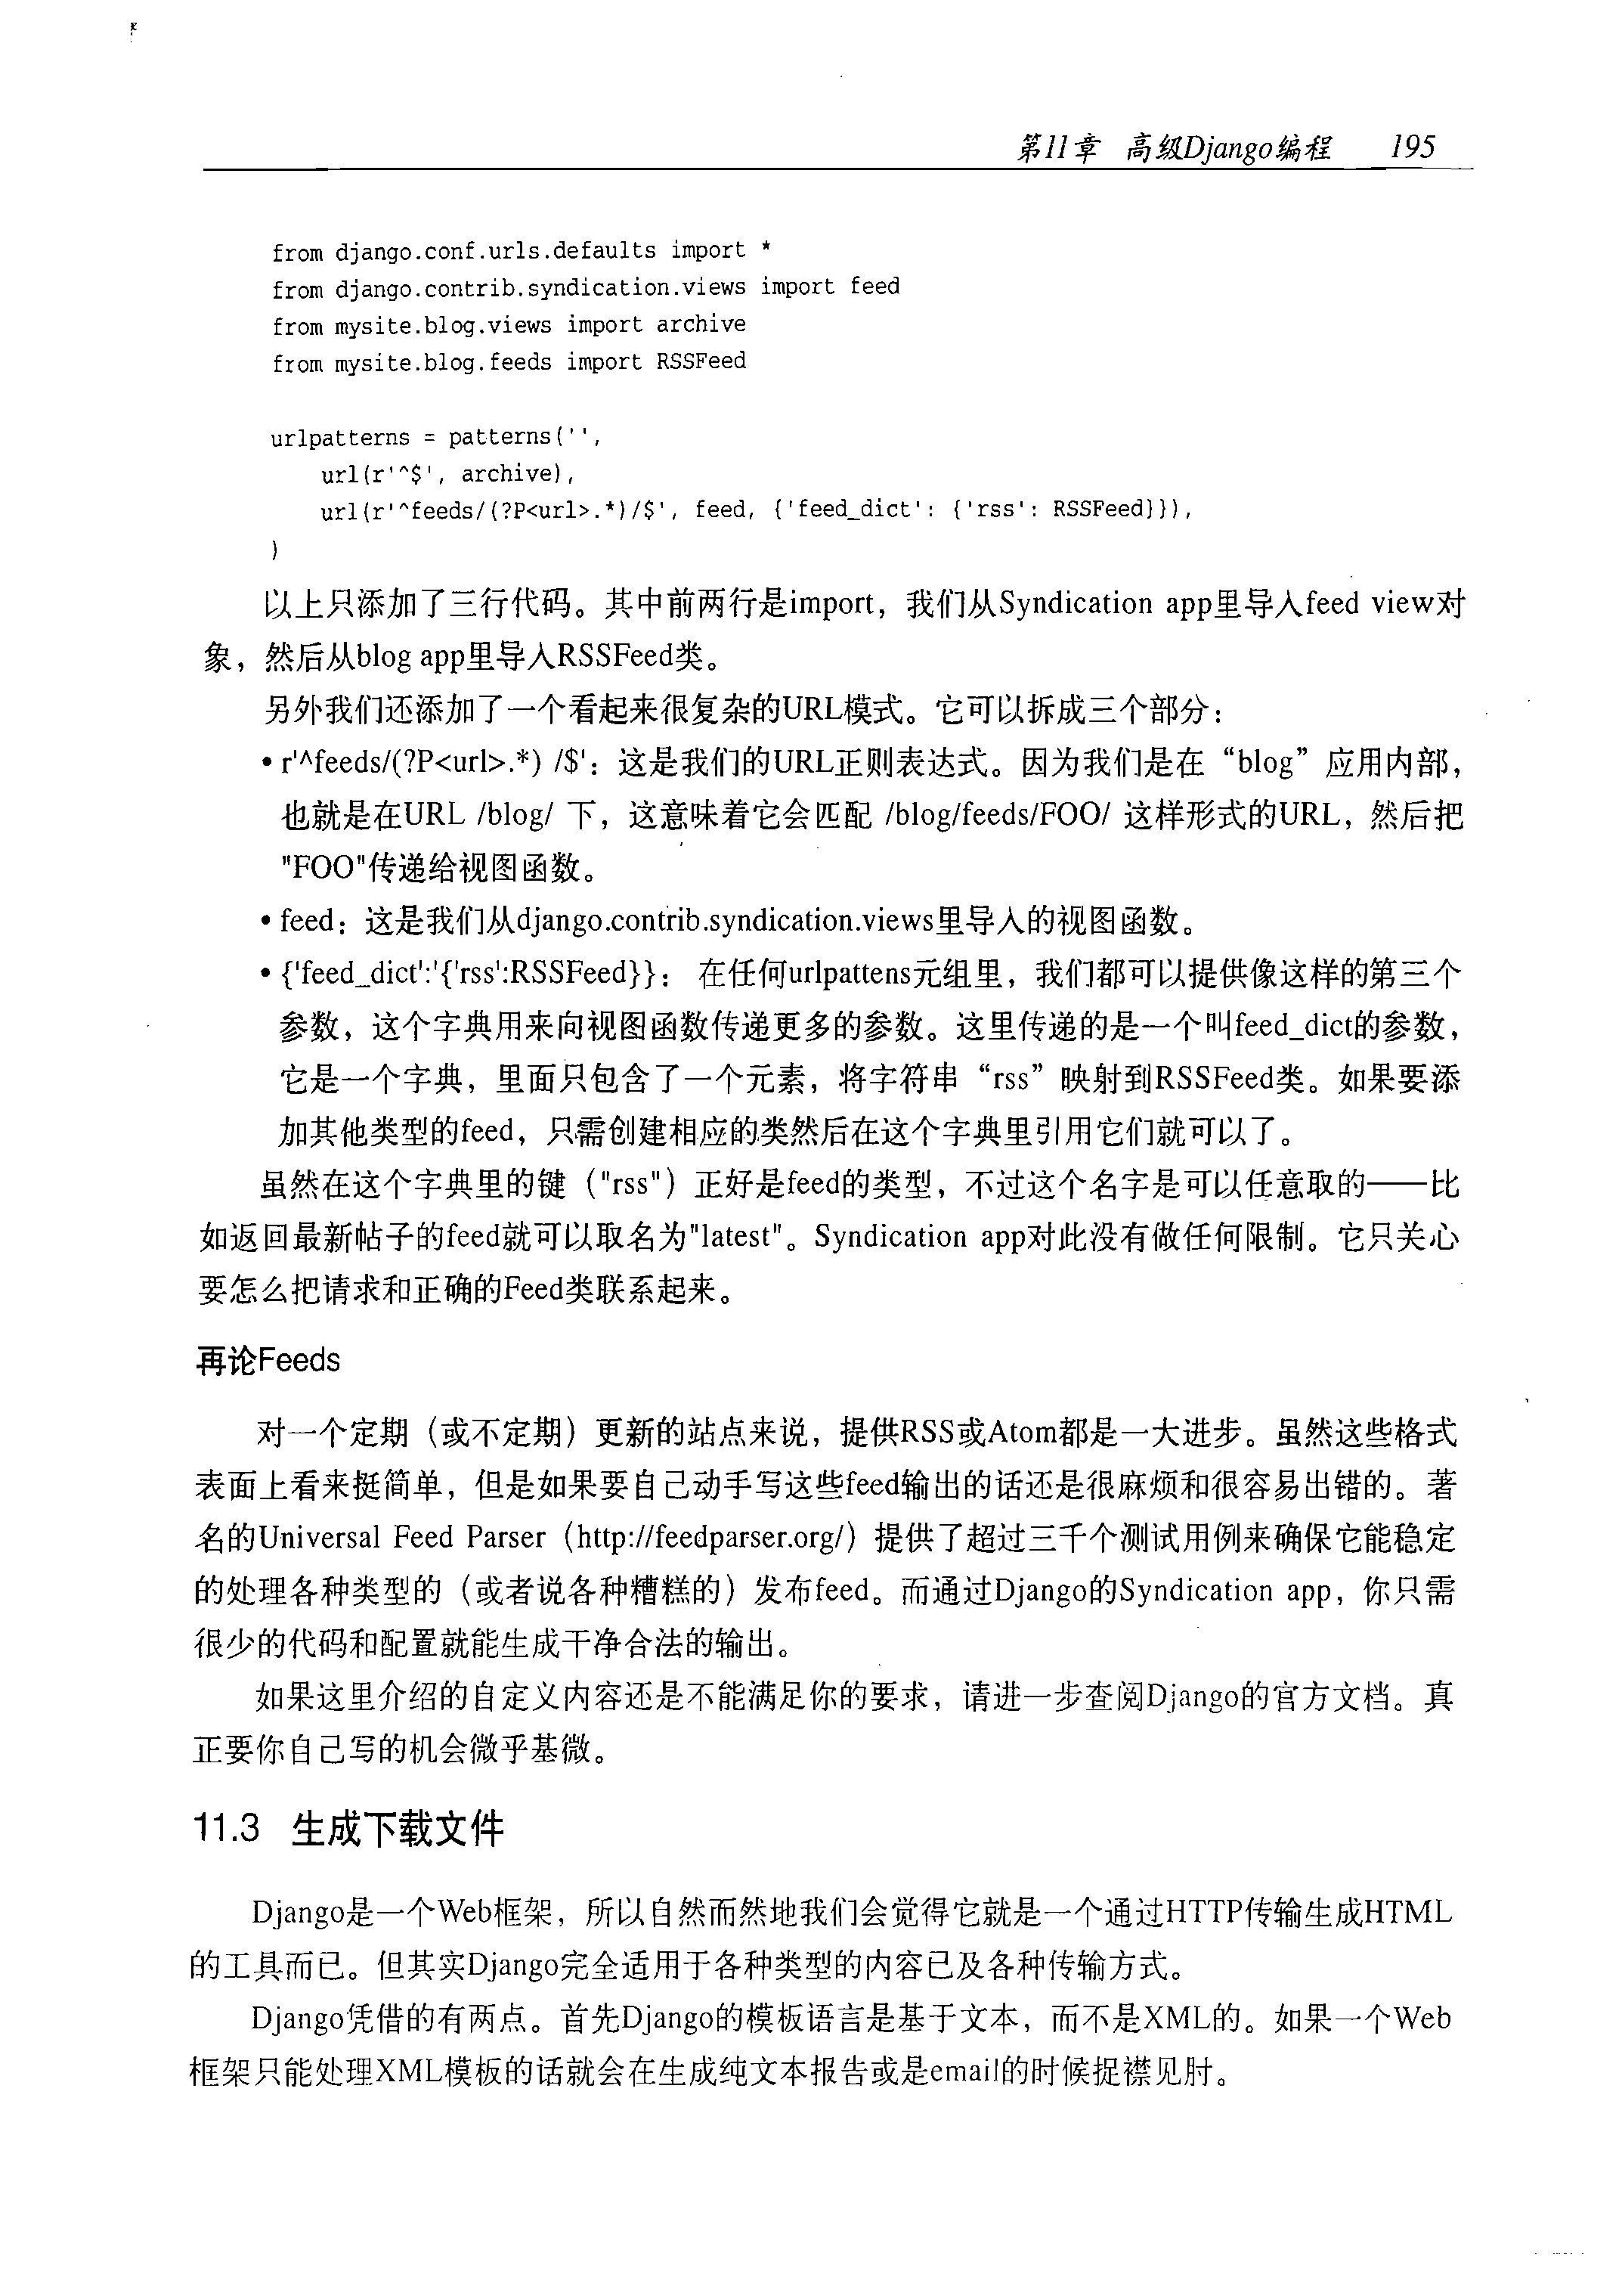 第11章 高级Django编程 195
from django.conf.urls.defaults import *
from django.contrib.syndication.views import feed
from mysite.blog.views import archive
from mysite.blog.feeds import RSSFeed
urlpatterns = patterns('',
    url(r'^$', archive),
    url(r'^feeds/(?P<url>.*)/$', feed, {'feed_dict': {'rss': RSSFeed}}),
)
以上只添加了三行代码。其中前两行是import，我们从Syndication app里导入feed view对
象，然后从blog app里导入RSSFeed类。
另外我们还添加了一个看起来很复杂的URL模式。它可以拆成三个部分：
• r'^feeds/(?P<url>.*) /$'：这是我们的URL正则表达式。因为我们是在“blog”应用内部，
也就是在URL /blog/ 下，这意味着它会匹配 /blog/feeds/FOO/ 这样形式的URL，然后把
"FOO"传递给视图函数。
• feed：这是我们从django.contrib.syndication.views里导入的视图函数。
• {'feed_dict':'{'rss':RSSFeed}}： 在任何urlpattens元组里，我们都可以提供像这样的第三个
参数，这个字典用来向视图函数传递更多的参数。这里传递的是一个叫feed_dict的参数，
它是一个字典，里面只包含了一个元素，将字符串“rss”映射到RSSFeed类。如果要添
加其他类型的feed，只需创建相应的类然后在这个字典里引用它们就可以了。
虽然在这个字典里的键（"rss"）正好是feed的类型，不过这个名字是可以任意取的——比
如返回最新帖子的feed就可以取名为"latest"。Syndication app对此没有做任何限制。它只关心
要怎么把请求和正确的Feed类联系起来。
再论Feeds
对一个定期（或不定期）更新的站点来说，提供RSS或Atom都是一大进步。虽然这些格式
表面上看来挺简单，但是如果要自己动手写这些feed输出的话还是很麻烦和很容易出错的。著
名的Universal Feed Parser（http://feedparser.org/）提供了超过三千个测试用例来确保它能稳定
的处理各种类型的（或者说各种糟糕的）发布feed。而通过Django的Syndication app，你只需
很少的代码和配置就能生成干净合法的输出。
如果这里介绍的自定义内容还是不能满足你的要求，请进一步查阅Django的官方文档。真
正要你自己写的机会微乎基微。
11.3 生成下载文件
Django是一个Web框架，所以自然而然地我们会觉得它就是一个通过HTTP传输生成HTML
的工具而已。但其实Django完全适用于各种类型的内容已及各种传输方式。
Django凭借的有两点。首先Django的模板语言是基于文本，而不是XML的。如果一个Web
框架只能处理XML模板的话就会在生成纯文本报告或是email的时候捉襟见肘。